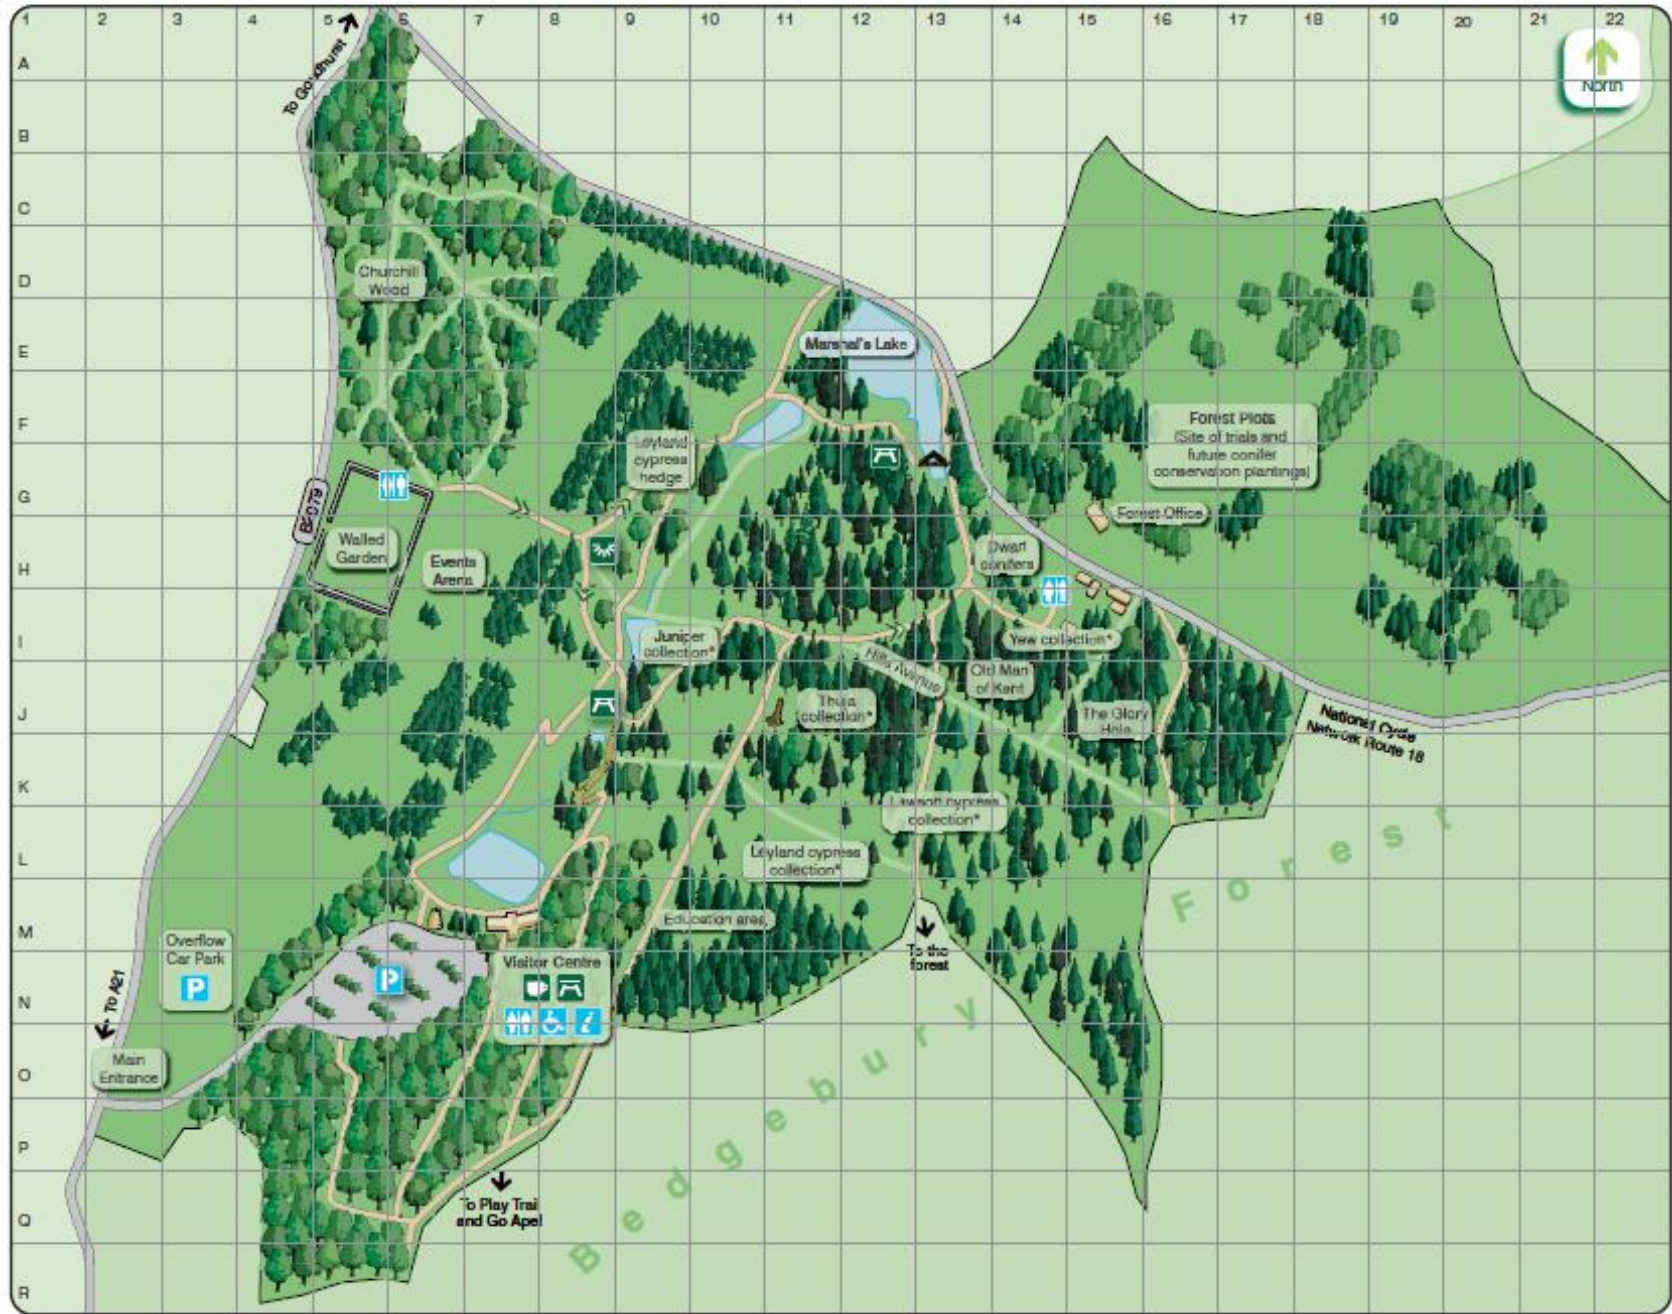 1 2 3 4 5 6 7 8 9 10 11 12 13 14 15 16 17 18 19 20 21 22
A
B
C
D
E
F
G
H
I
J
K
L
M
N
O
P
Q
R
North
To Goudhurst
Churchill
Wood
Marshal's Lake
Leyland
cypress
hedge
Forest Plots
(Site of trials and
future conifer
conservation plantings)
Forest Office
B2079
Walled
Garden
Events
Arena
Dwarf
conifers
Juniper
collection*
Yew collection*
Hills Avenue
Old Man
of Kent
Thuja
collection*
The Glory
Hole
National Cycle
Network Route 18
Lawson cypress
collection*
Leyland cypress
collection*
Education area
Overflow
Car Park
P
P
Visitor Centre
i
To the
forest
To A21
Main
Entrance
To Play Trail
and Go Ape!
Bedgebury Forest